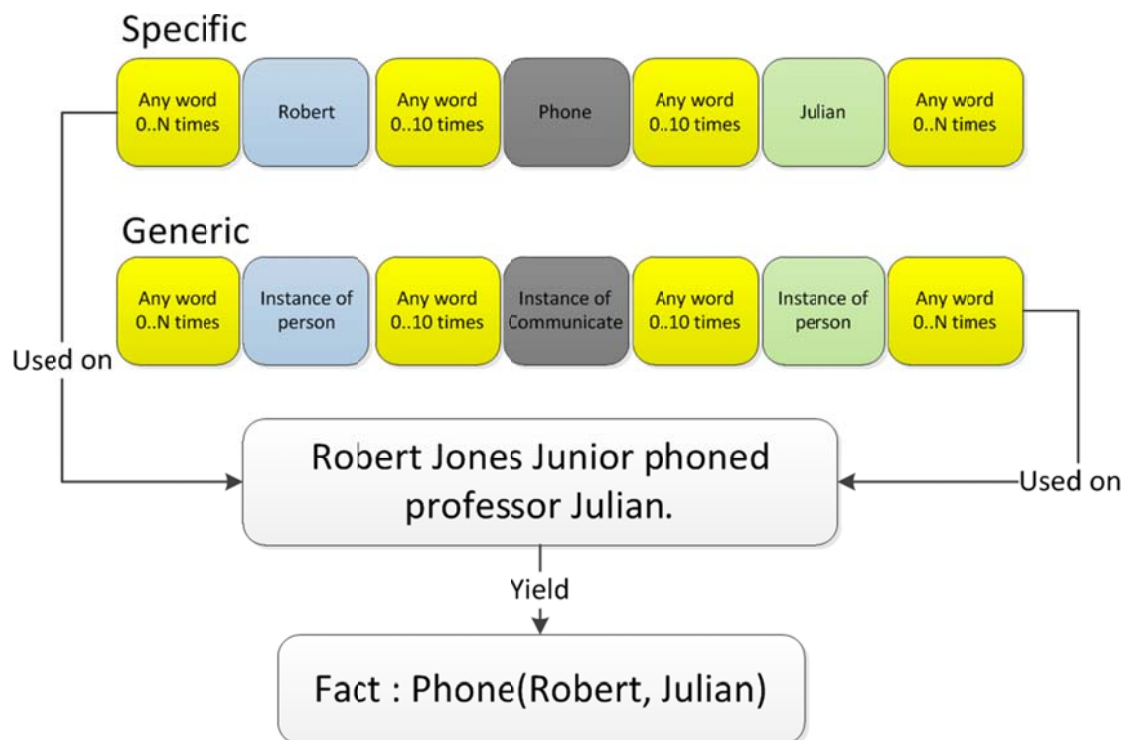 Specific
Any word
0..N times
Robert
Any word
0..10 times
Phone
Any word
0..10 times
Julian
Any word
0..N times
Generic
Any word
0..N times
Instance of
person
Any word
0..10 times
Instance of
Communicate
Any word
0..10 times
Instance of
person
Any word
0..N times
Used on
Robert Jones Junior phoned
professor Julian.
Used on
Yield
Fact : Phone(Robert, Julian)